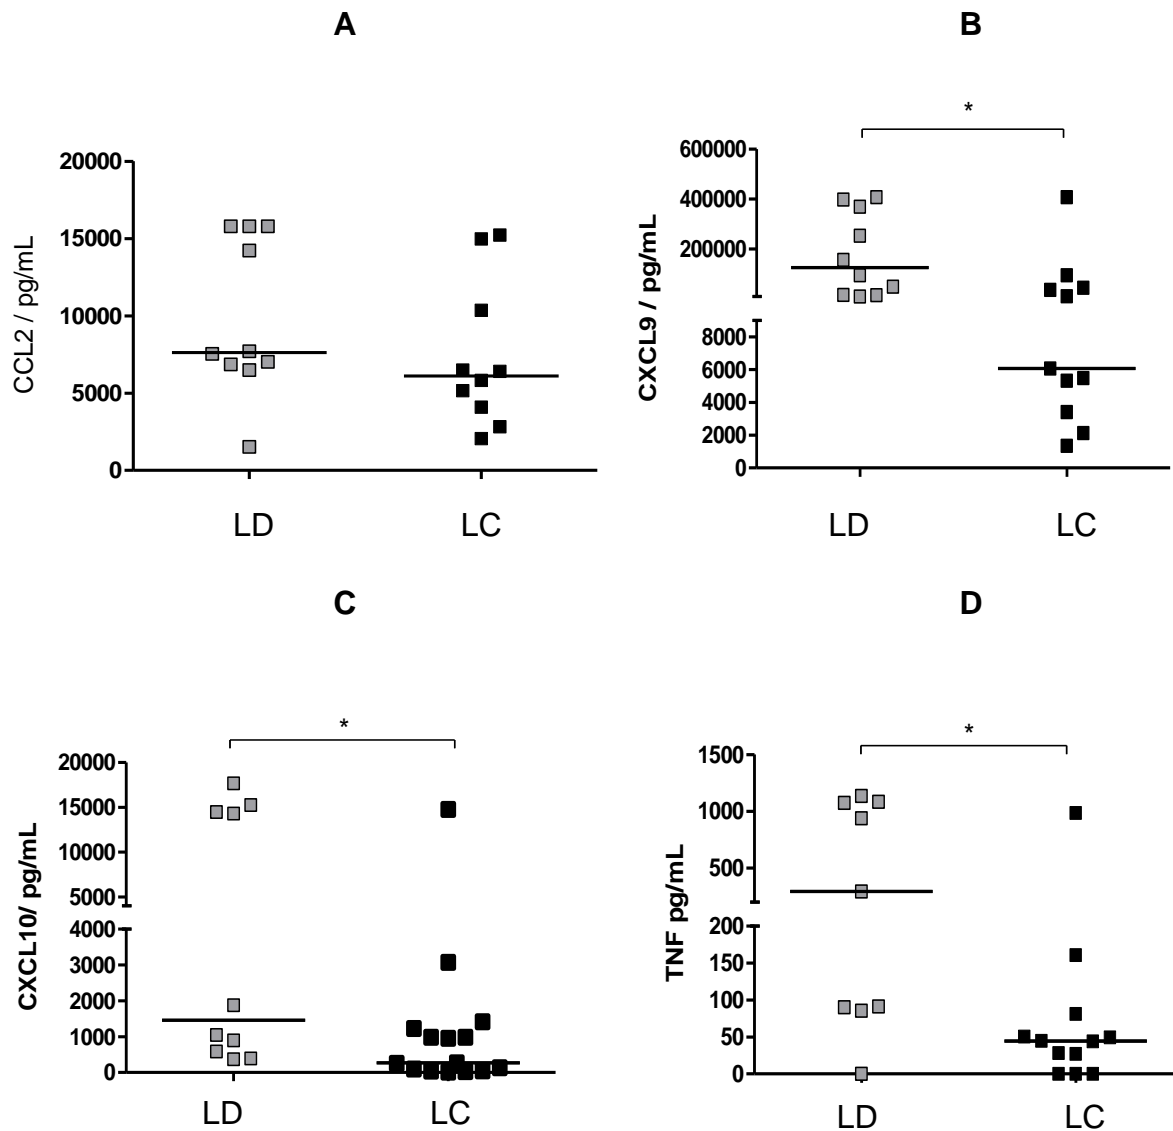 A
CCL2 / pg/mL
20000
15000
10000
5000
0
LD
LC
B
*
CXCL9 / pg/mL
600000
400000
200000
8000
6000
4000
2000
0
LD
LC
C
*
CXCL10/ pg/mL
20000
15000
10000
5000
4000
3000
2000
1000
0
LD
LC
D
*
TNF pg/mL
1500
1000
500
200
150
100
50
0
LD
LC